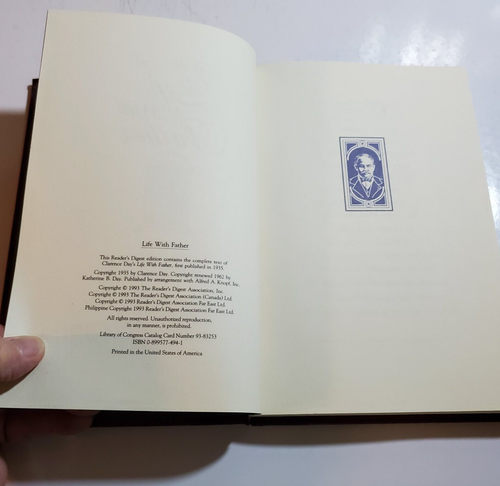 Life With Father
This Reader's Digest edition contains the complete text of
Clarence Day's Life With Father, first published in 1935.
Copyright 1935 by Clarence Day. Copyright renewed 1962 by
Katherine B. Day. Published by arrangement with Alfred A. Knopf, Inc.
Copyright © 1993 The Reader's Digest Association, Inc.
Copyright © 1993 The Reader's Digest Association (Canada) Ltd.
Copyright © 1993 Reader's Digest Association Far East Ltd.
Philippine Copyright 1993 Reader's Digest Association Far East Ltd.
All rights reserved. Unauthorized reproduction,
in any manner, is prohibited.
Library of Congress Catalog Card Number 93-83253
ISBN 0-899577-494-1
Printed in the United States of America